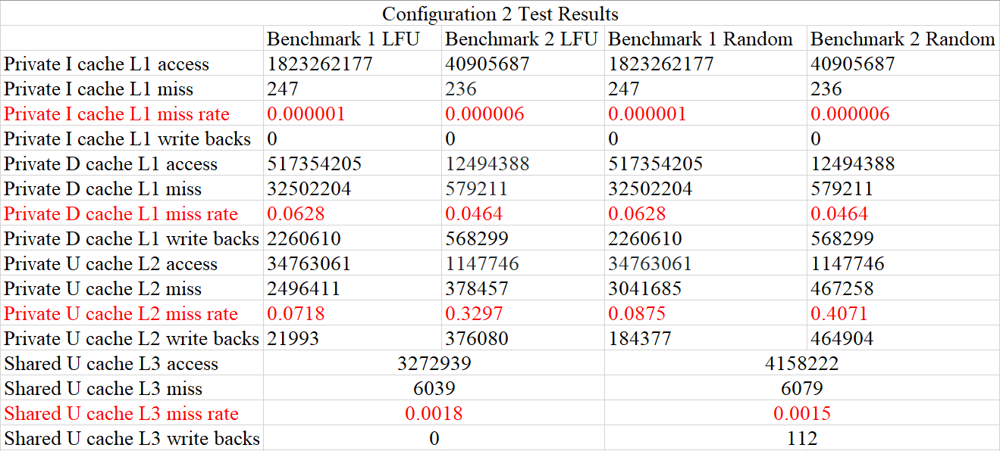 Configuration 2 Test Results
Benchmark 1 LFU Benchmark 2 LFU Benchmark 1 Random Benchmark 2 Random
Private I cache L1 access 1823262177 40905687 1823262177 40905687
Private I cache L1 miss 247 236 247 236
Private I cache L1 miss rate 0.000001 0.000006 0.000001 0.000006
Private I cache L1 write backs 0 0 0 0
Private D cache L1 access 517354205 12494388 517354205 12494388
Private D cache L1 miss 32502204 579211 32502204 579211
Private D cache L1 miss rate 0.0628 0.0464 0.0628 0.0464
Private D cache L1 write backs 2260610 568299 2260610 568299
Private U cache L2 access 34763061 1147746 34763061 1147746
Private U cache L2 miss 2496411 378457 3041685 467258
Private U cache L2 miss rate 0.0718 0.3297 0.0875 0.4071
Private U cache L2 write backs 21993 376080 184377 464904
Shared U cache L3 access 3272939 4158222
Shared U cache L3 miss 6039 6079
Shared U cache L3 miss rate 0.0018 0.0015
Shared U cache L3 write backs 0 112